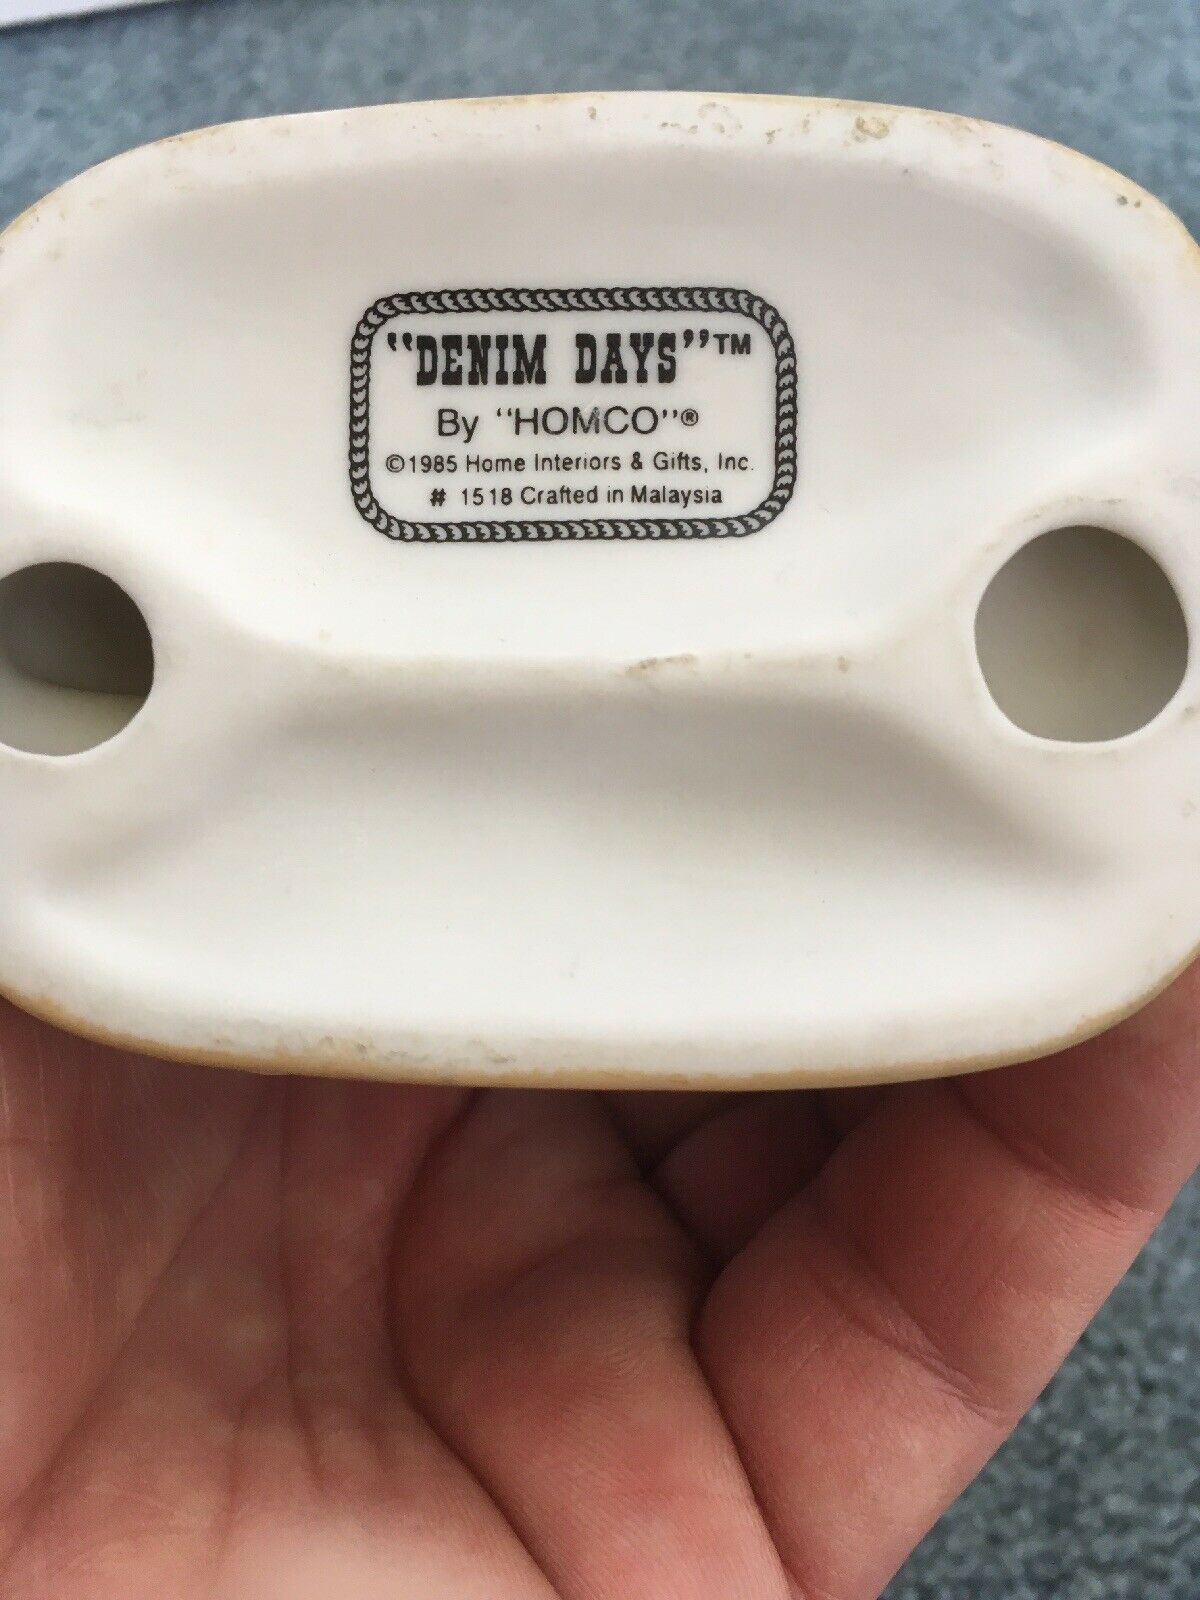 "DENIM DAYS"™
By "HOMCO"®
©1985 Home Interiors & Gifts, Inc.
# 1518 Crafted in Malaysia